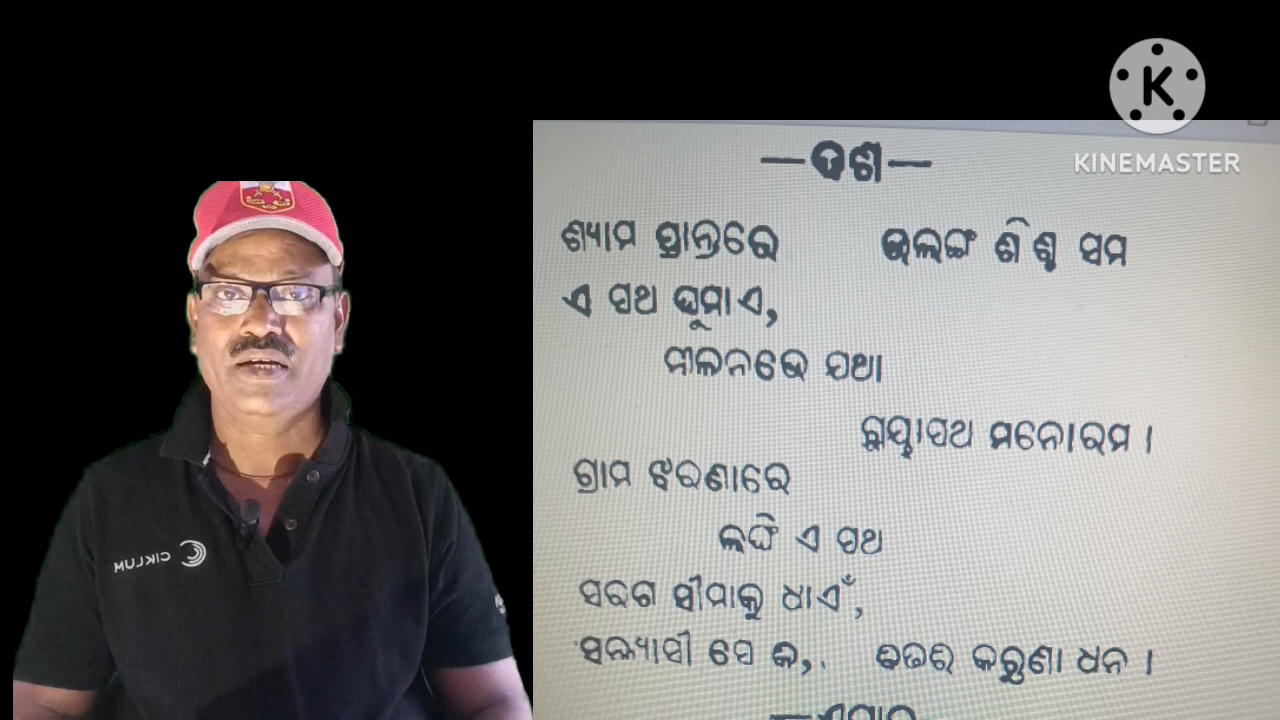 KINEMASTER
— ଦଶ —
ଶ୍ୟାମ ପ୍ରାନ୍ତରେ ଉଲଙ୍ଗ ଶିଶୁ ସମ
ଏ ପଥ ଘୁମାଏ,
ମୀଳନଭେ ଯଥା
ଛାୟାପଥ ମନୋରମ ।
ଗ୍ରାମ ଝରଣାରେ
ଲଙ୍ଘି ଏ ପଥ
ସରଗ ସୀମାକୁ ଧାଏଁ,
ସନ୍ୟାସୀ ସେ କି, କରୁଣା ଧନ ।
CIKLUM